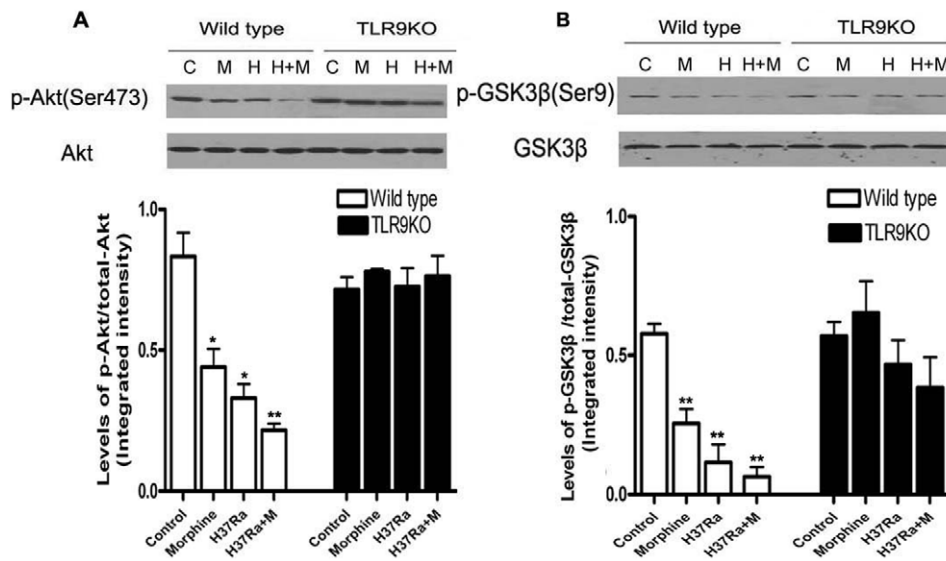 A
Wild type
TLR9KO
C M H H+M C M H H+M
p-Akt(Ser473)
Akt
Wild type
TLR9KO
Levels of p-Akt/total-Akt
(Integrated intensity)
1.0
0.5
0.0
*
*
**
Control
Morphine
H37Ra
H37Ra+M
Control
Morphine
H37Ra
H37Ra+M
B
Wild type
TLR9KO
C M H H+M C M H H+M
p-GSK3β(Ser9)
GSK3β
Wild type
TLR9KO
Levels of p-GSK3β /total-GSK3β
(Integrated intensity)
1.0
0.5
0.0
**
**
**
Control
Morphine
H37Ra
H37Ra+M
Control
Morphine
H37Ra
H37Ra+M